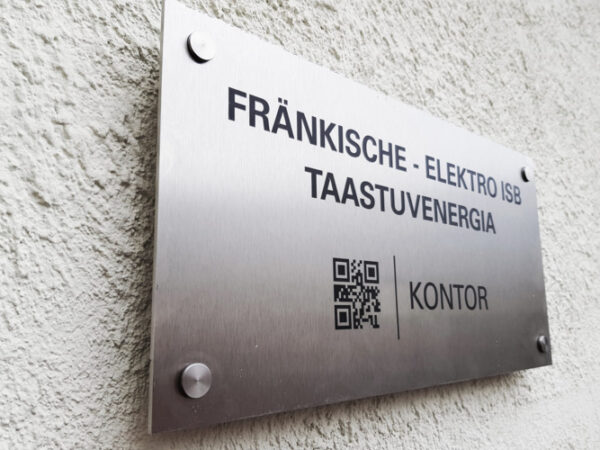 FRÄNKISCHE - ELEKTRO ISB
TAASTUVENERGIA
KONTOR